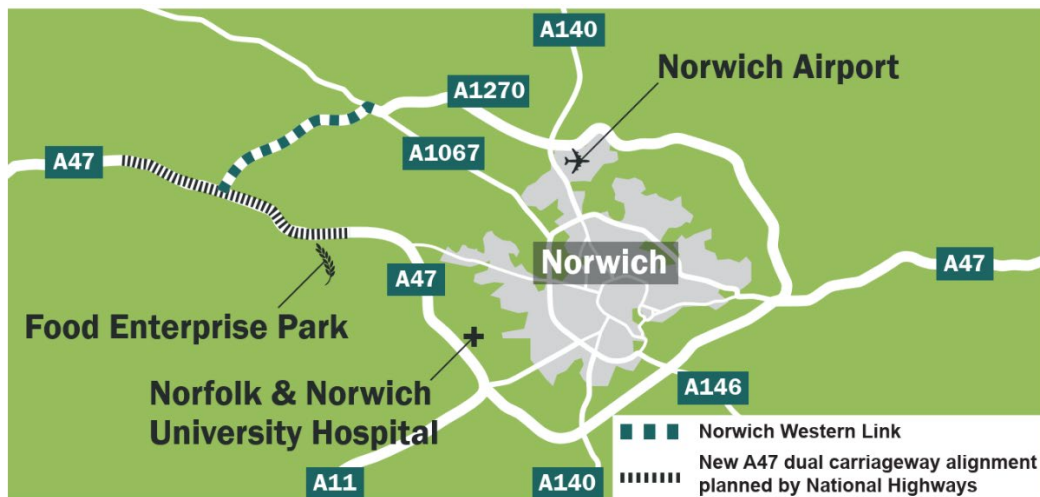 A140
Norwich Airport
A1270
A1067
A47
Norwich
A47
A47
Food Enterprise Park
Norfolk & Norwich
University Hospital
A146
A11
A140
Norwich Western Link
New A47 dual carriageway alignment
planned by National Highways